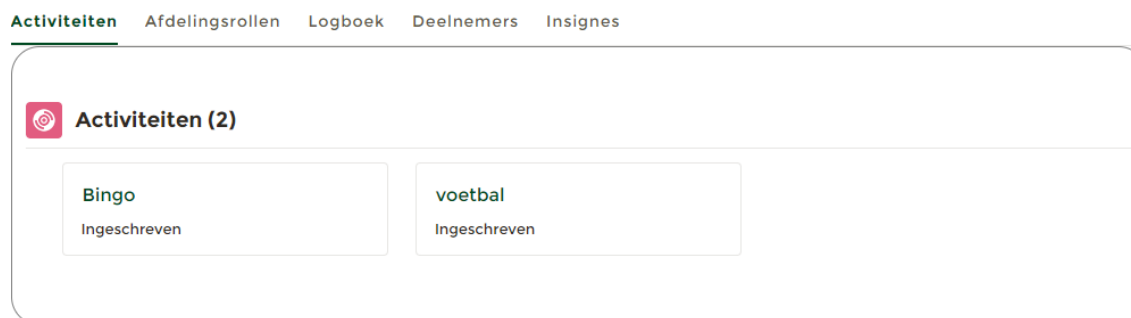 Activiteiten Afdelingsrollen Logboek Deelnemers Insignes
Activiteiten (2)
Bingo voetbal
Ingeschreven Ingeschreven